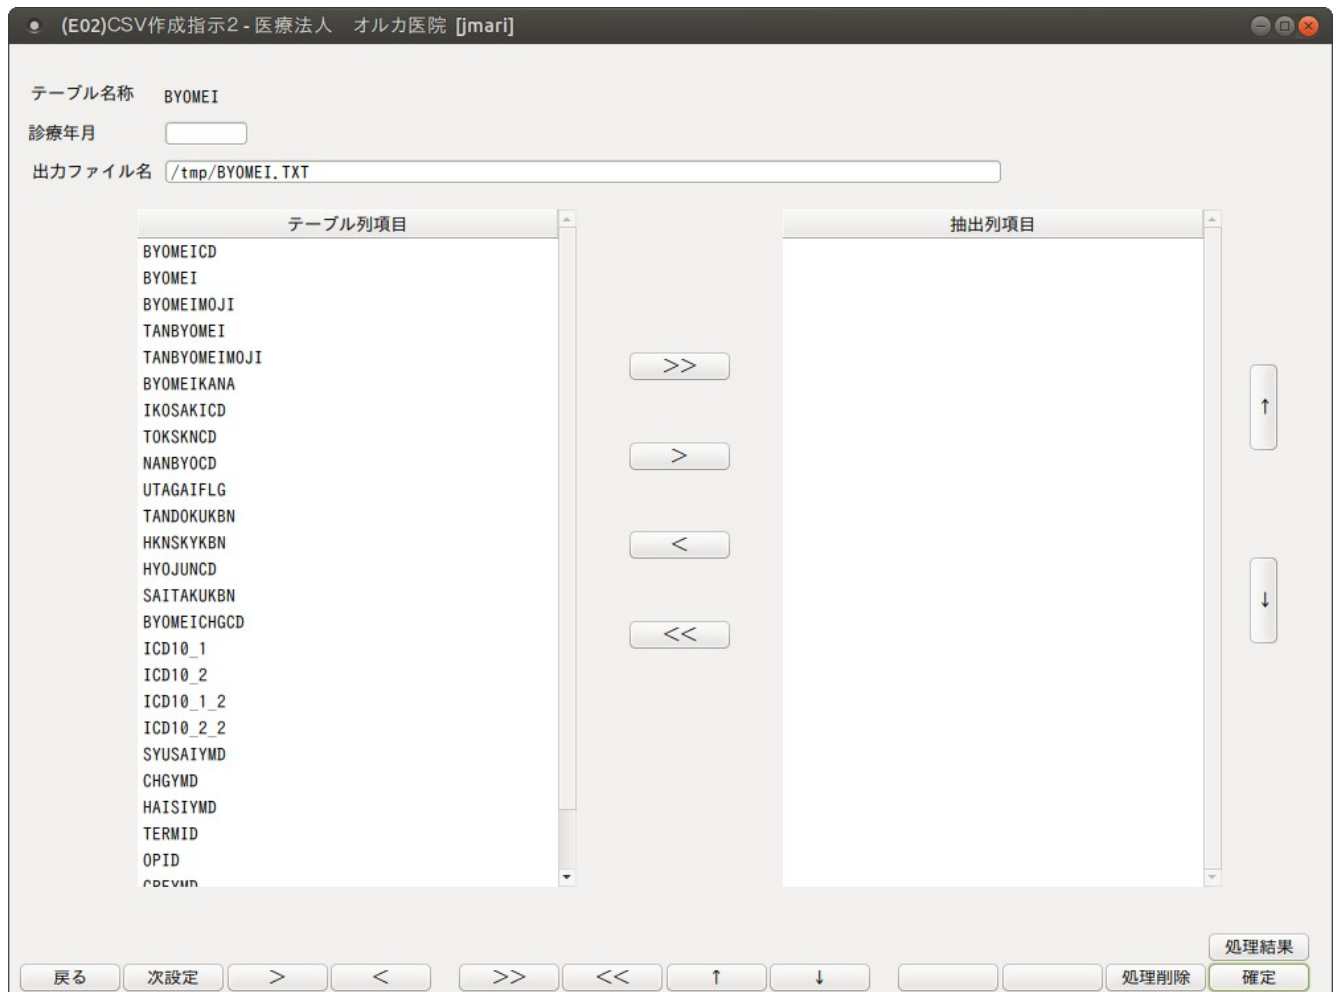 (E02)CSV作成指示2 - 医療法人　オルカ医院 [jmari]
テーブル名称 BYOMEI
診療年月
出力ファイル名 /tmp/BYOMEI.TXT
テーブル列項目 抽出列項目
BYOMEICD
BYOMEI
BYOMEIMOJI
TANBYOMEI
TANBYOMEIMOJI
BYOMEIKANA
IKOSAKICD
TOKSKNCD
NANBYOCD
UTAGAIFLG
TANDOKUKBN
HKNSKYKBN
HYOJUNCD
SAITAKUKBN
BYOMEICHGCD
ICD10_1
ICD10_2
ICD10_1_2
ICD10_2_2
SYUSAIYMD
CHGYMD
HAISIYMD
TERMID
OPID
CREYMD
>>
>
<
<<
↑
↓
処理結果
戻る 次設定 > < >> << ↑ ↓ 処理削除 確定